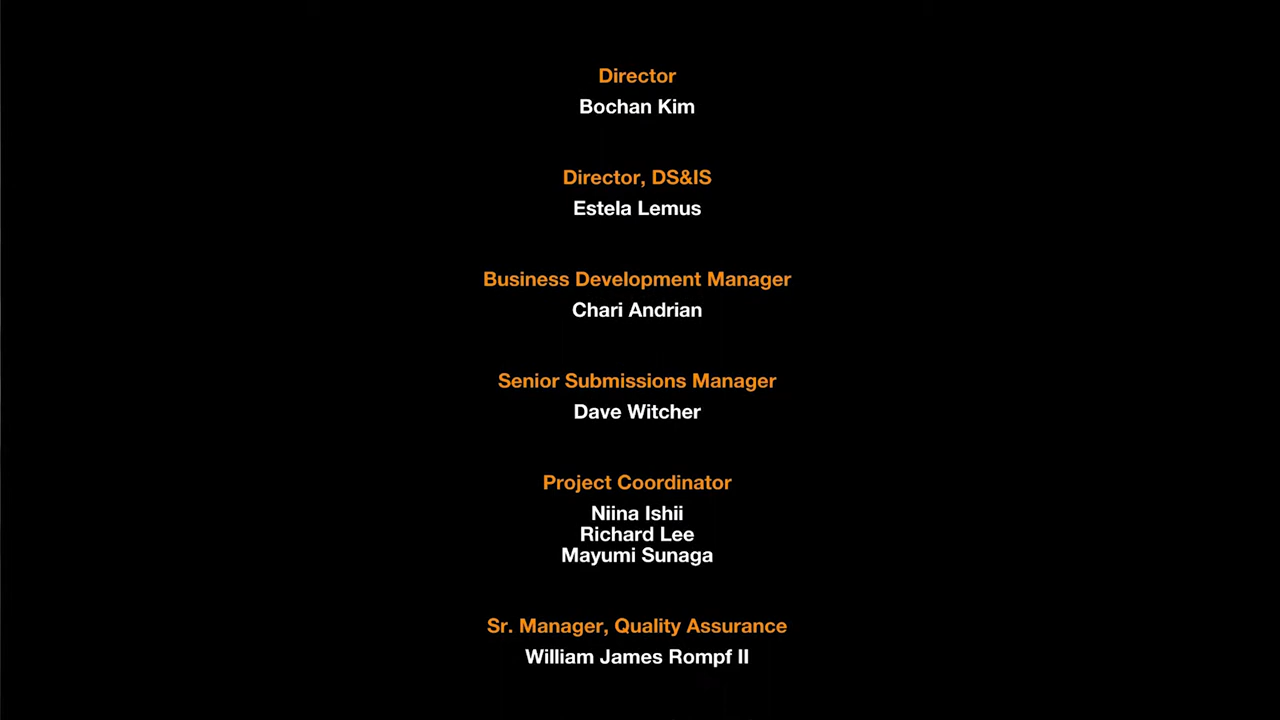 Director
Bochan Kim
Director, DS&IS
Estela Lemus
Business Development Manager
Chari Andrian
Senior Submissions Manager
Dave Witcher
Project Coordinator
Niina Ishii
Richard Lee
Mayumi Sunaga
Sr. Manager, Quality Assurance
William James Rompf II